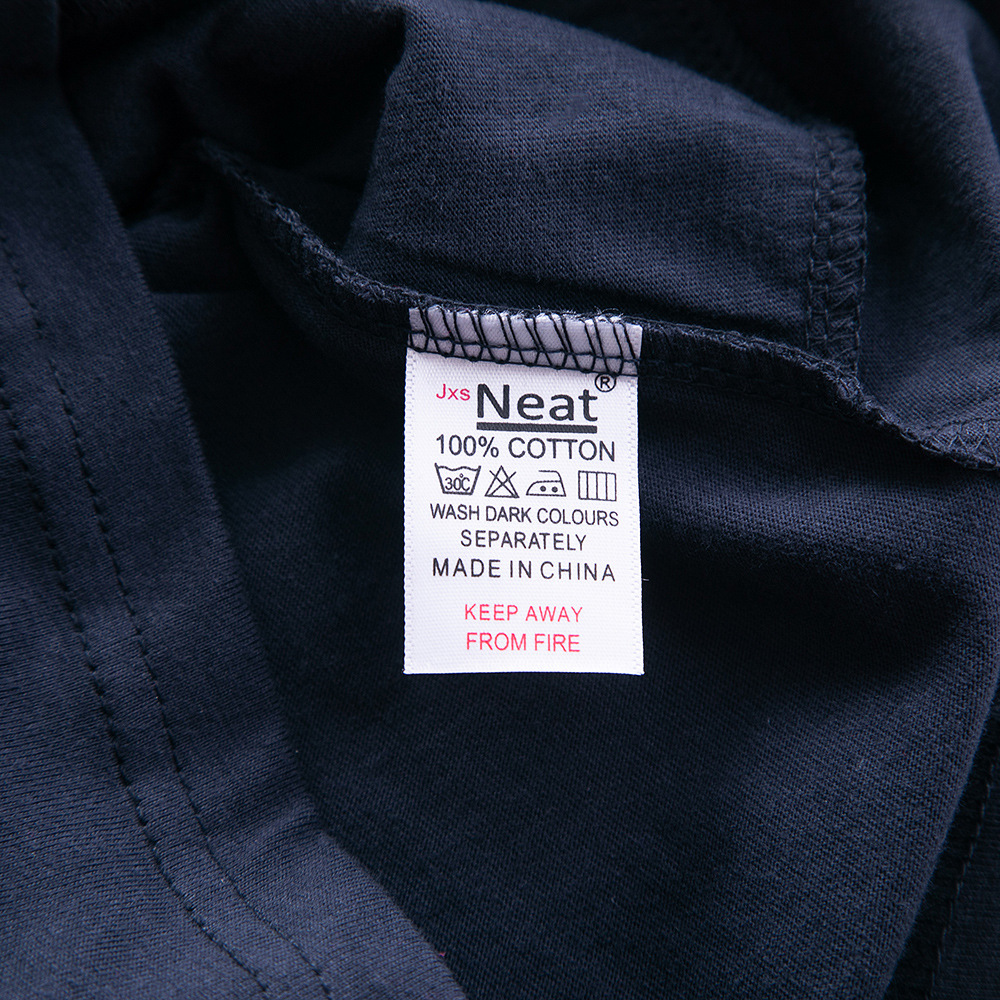 Jxs Neat®
100% COTTON
30℃
WASH DARK COLOURS
SEPARATELY
MADE IN CHINA
KEEP AWAY
FROM FIRE